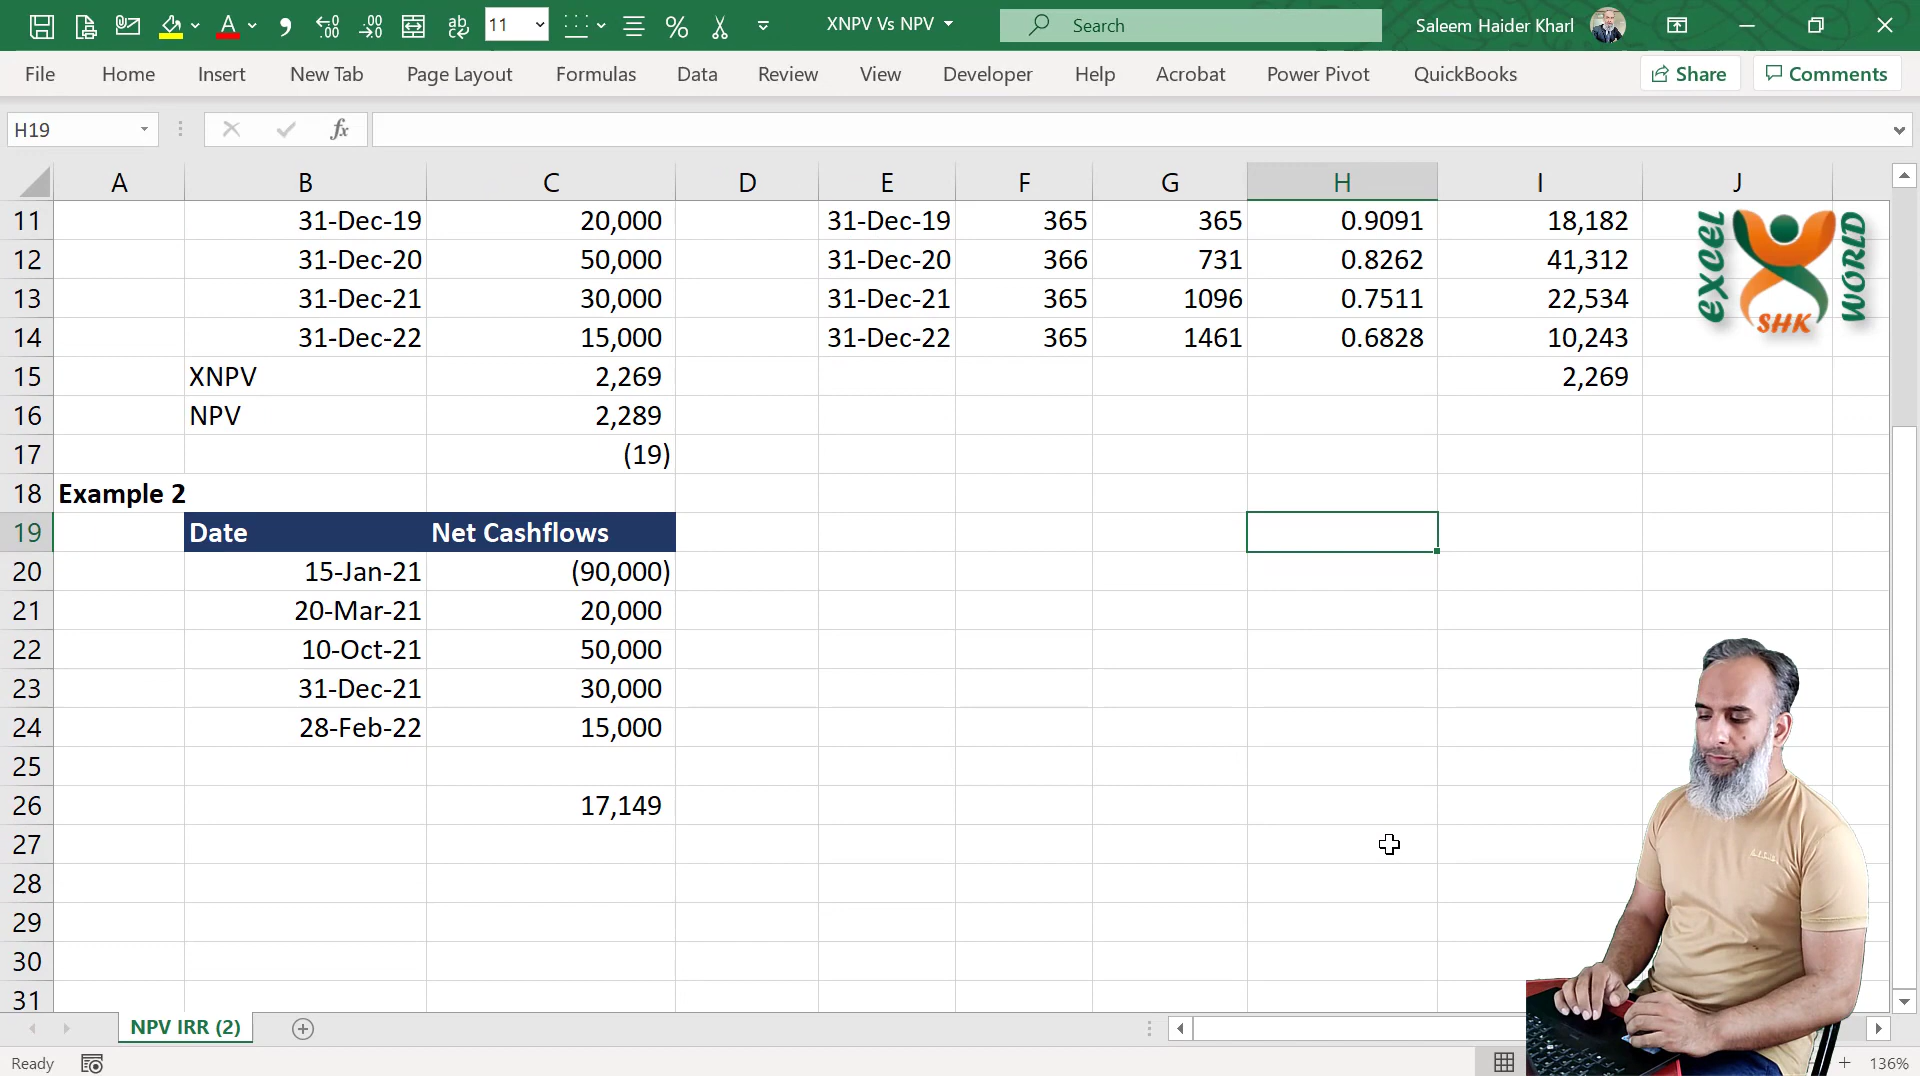 11
XNPV Vs NPV
Search
Saleem Haider Kharl
File Home Insert New Tab Page Layout Formulas Data Review View Developer Help Acrobat Power Pivot QuickBooks Share Comments
H19 fx
A B C D E F G H I J
11 31-Dec-19 20,000 31-Dec-19 365 365 0.9091 18,182
12 31-Dec-20 50,000 31-Dec-20 366 731 0.8262 41,312
13 31-Dec-21 30,000 31-Dec-21 365 1096 0.7511 22,534
14 31-Dec-22 15,000 31-Dec-22 365 1461 0.6828 10,243
15 XNPV 2,269 2,269
16 NPV 2,289
17 (19)
18 Example 2
19 Date Net Cashflows
20 15-Jan-21 (90,000)
21 20-Mar-21 20,000
22 10-Oct-21 50,000
23 31-Dec-21 30,000
24 28-Feb-22 15,000
25
26 17,149
27
28
29
30
31
eXCEL
WORLD
SHK
NPV IRR (2)
Ready
136%